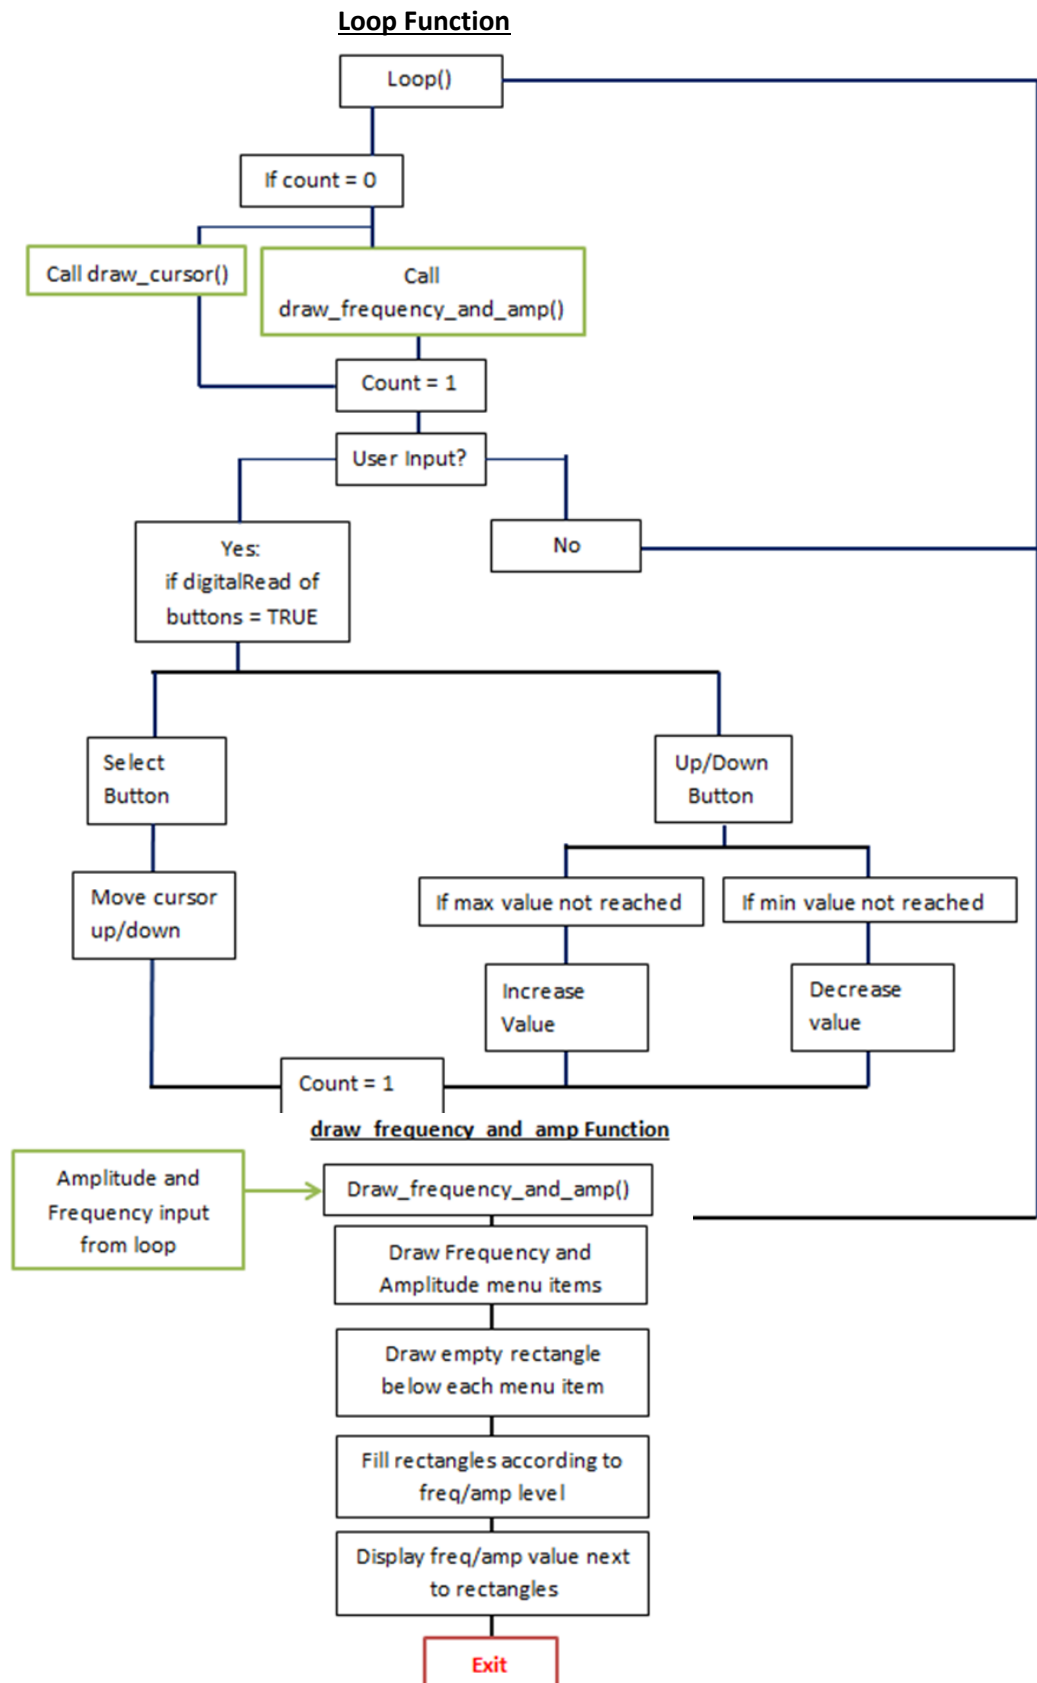 Loop Function
Loop()
If count = 0
Call draw_cursor()
Call
draw_frequency_and_amp()
Count = 1
User Input?
Yes:
if digitalRead of
buttons = TRUE
No
Select
Button
Up/Down
Button
Move cursor
up/down
If max value not reached
If min value not reached
Increase
Value
Decrease
value
Count = 1
draw_frequency_and_amp Function
Amplitude and
Frequency input
from loop
Draw_frequency_and_amp()
Draw Frequency and
Amplitude menu items
Draw empty rectangle
below each menu item
Fill rectangles according to
freq/amp level
Display freq/amp value next
to rectangles
Exit